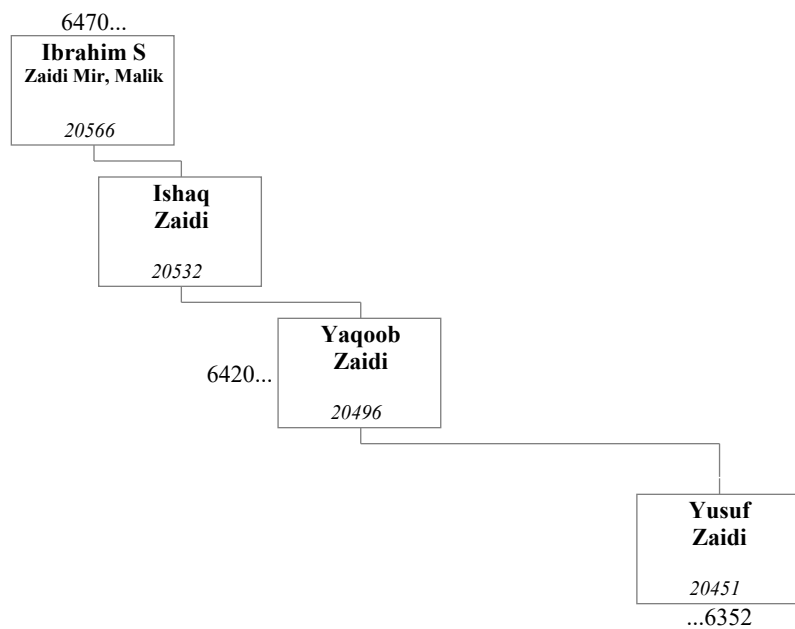 6470...
Ibrahim S
Zaidi Mir, Malik
20566
Ishaq
Zaidi
20532
Yaqoob
Zaidi
6420...
20496
Yusuf
Zaidi
20451
...6352